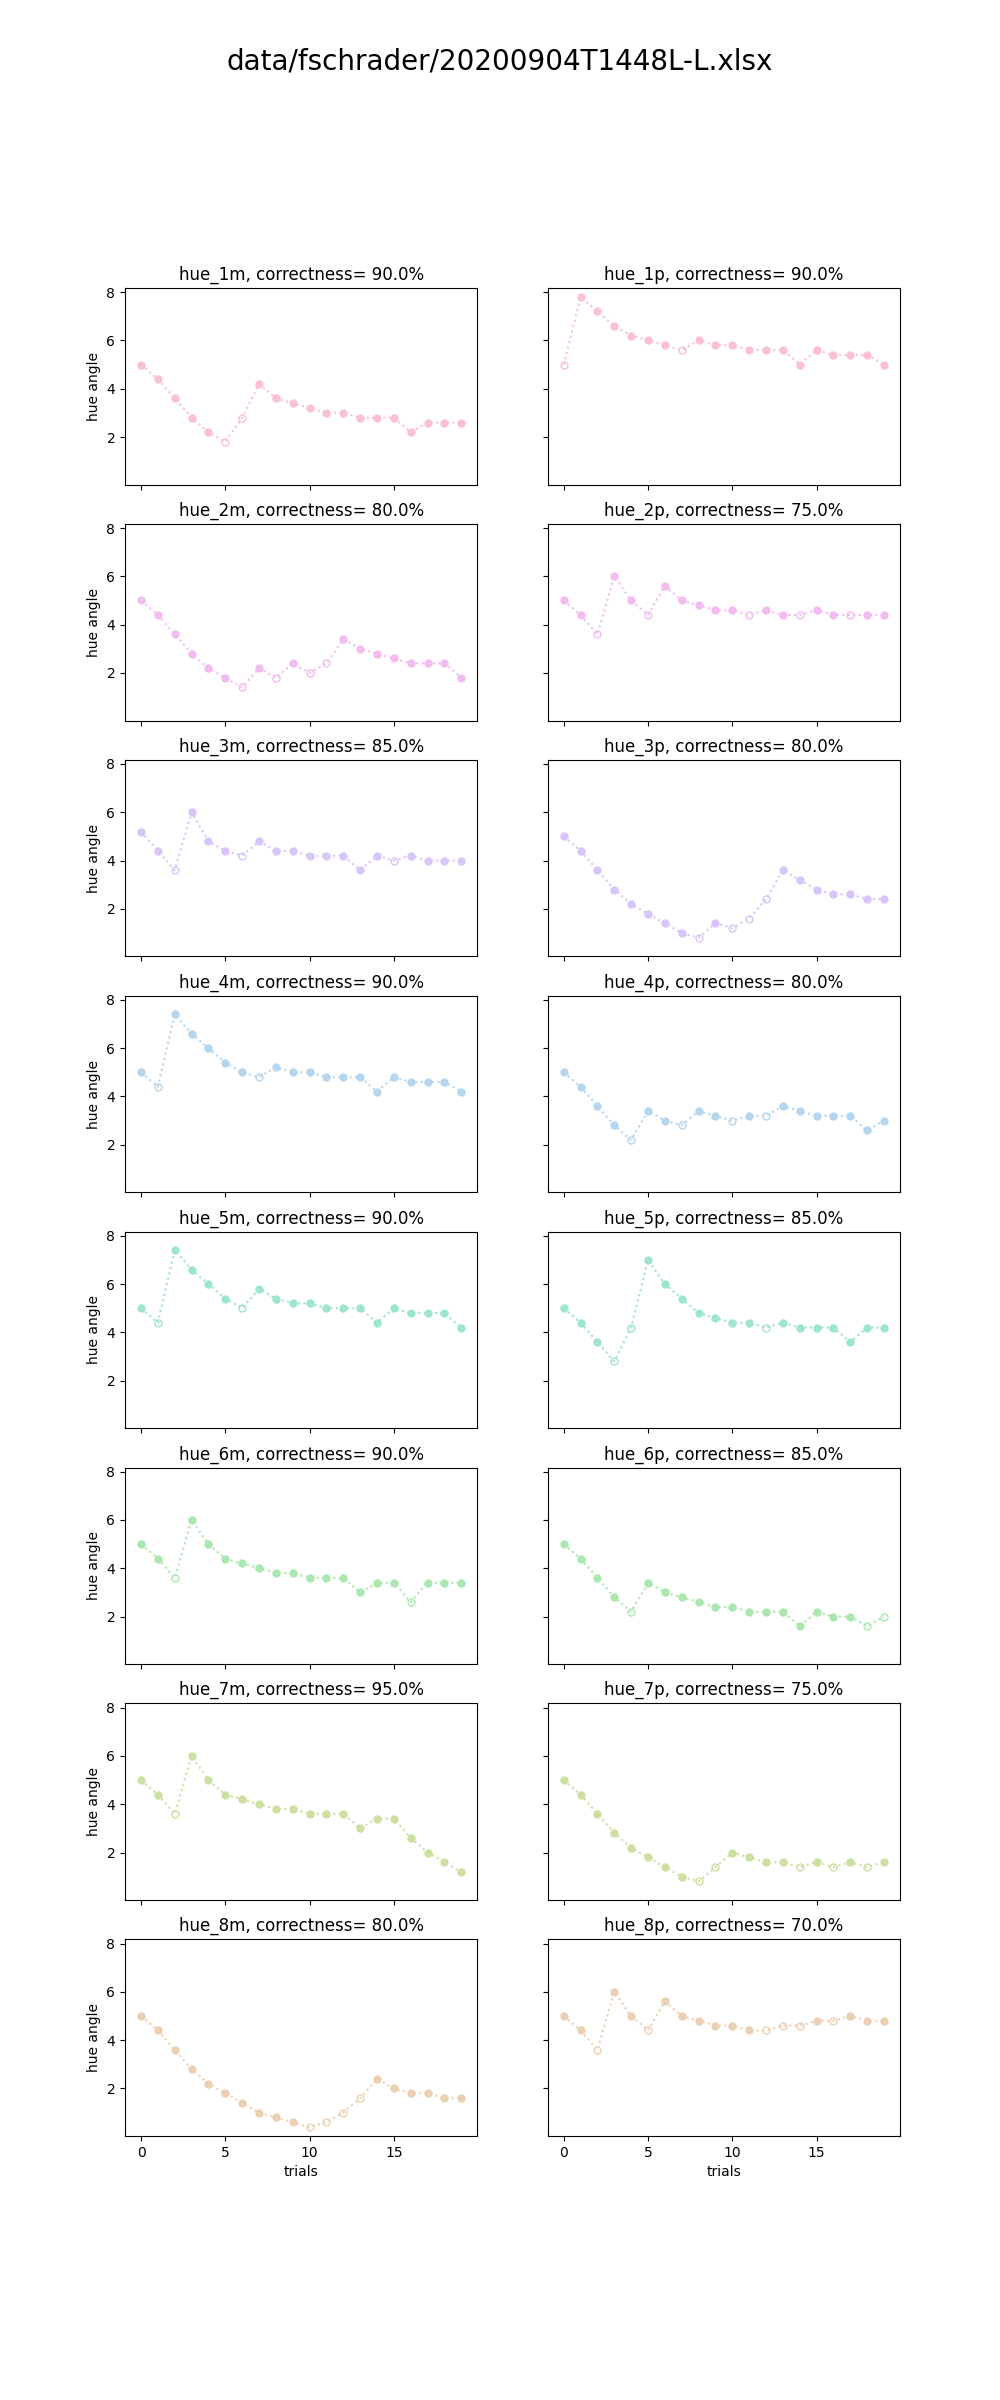 data/fschrader/20200904T1448L-L.xlsx
hue_1m, correctness= 90.0%
hue_1p, correctness= 90.0%
8
6
4
2
hue angle
hue_2m, correctness= 80.0%
hue_2p, correctness= 75.0%
8
6
4
2
hue angle
hue_3m, correctness= 85.0%
hue_3p, correctness= 80.0%
8
6
4
2
hue angle
hue_4m, correctness= 90.0%
hue_4p, correctness= 80.0%
8
6
4
2
hue angle
hue_5m, correctness= 90.0%
hue_5p, correctness= 85.0%
8
6
4
2
hue angle
hue_6m, correctness= 90.0%
hue_6p, correctness= 85.0%
8
6
4
2
hue angle
hue_7m, correctness= 95.0%
hue_7p, correctness= 75.0%
8
6
4
2
hue angle
hue_8m, correctness= 80.0%
hue_8p, correctness= 70.0%
8
6
4
2
hue angle
0 5 10 15
trials
0 5 10 15
trials